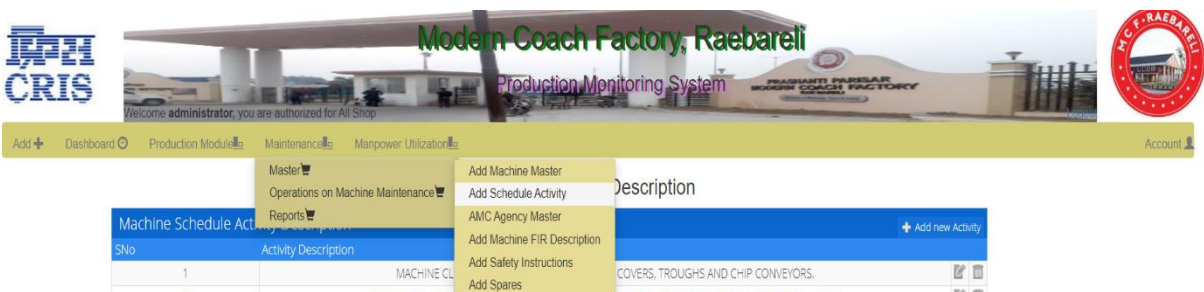 Modern Coach Factory, Raebareli
Production Monitoring System
क्रिस
CRIS
PRASHANTI PARISAR
MODERN COACH FACTORY
Welcome administrator, you are authorized for All Shop
Add
Dashboard
Production Module
Maintenance
Manpower Utilization
Account
Master
Operations on Machine Maintenance
Reports
Add Machine Master
Add Schedule Activity
AMC Agency Master
Add Machine FIR Description
Add Safety Instructions
Add Spares
Description
Machine Schedule
Add new Activity
SNo
Activity Description
1
MACHINE
COVERS, TROUGHS AND CHIP CONVEYORS.